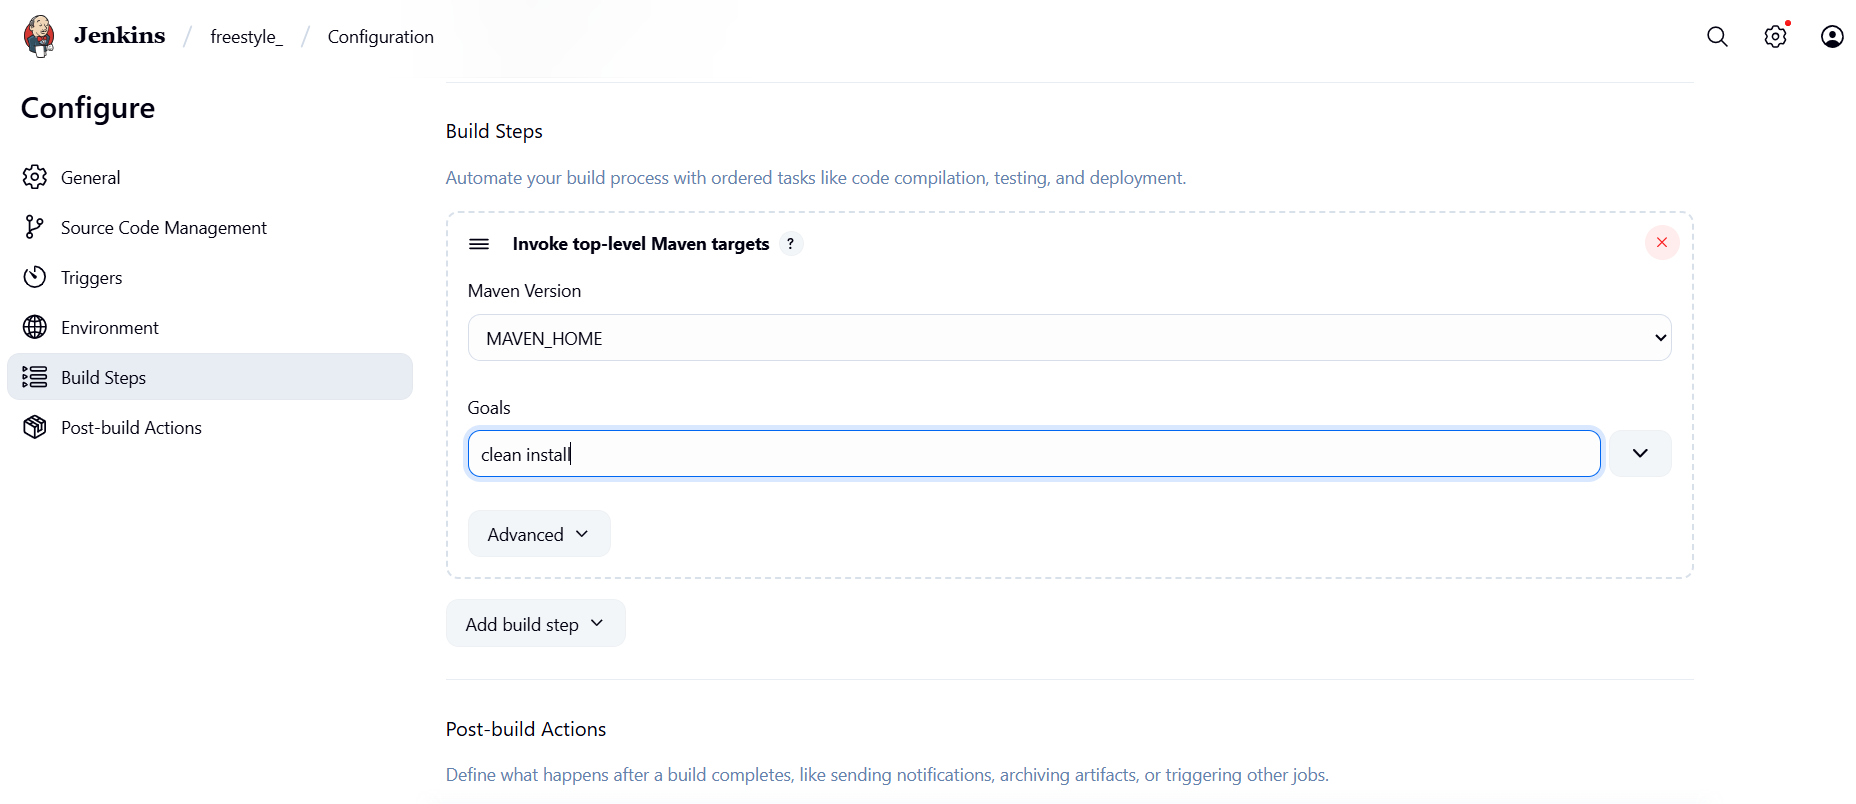 Jenkins / freestyle_ / Configuration
Configure
General
Source Code Management
Triggers
Environment
Build Steps
Post-build Actions
Build Steps
Automate your build process with ordered tasks like code compilation, testing, and deployment.
Invoke top-level Maven targets ?
Maven Version
MAVEN_HOME
Goals
clean install
Advanced
Add build step
Post-build Actions
Define what happens after a build completes, like sending notifications, archiving artifacts, or triggering other jobs.